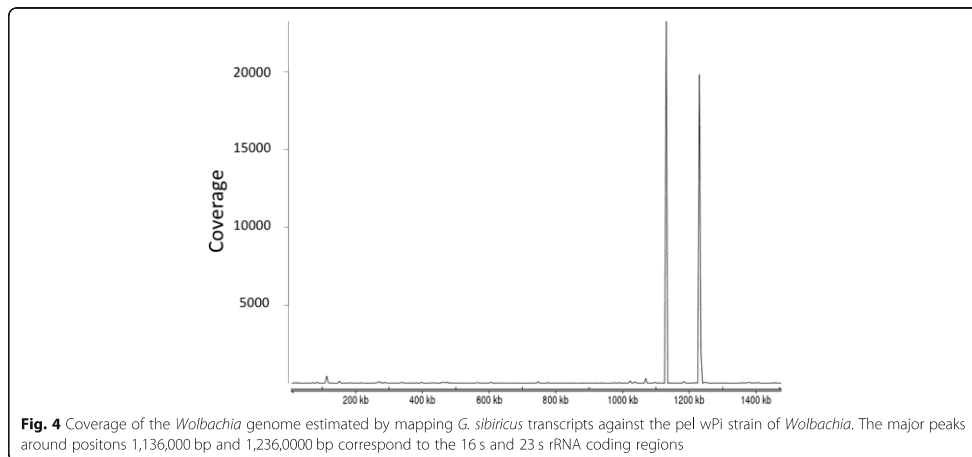 20000
15000
10000
5000
Coverage
200 kb 400 kb 600 kb 800 kb 1000 kb 1200 kb 1400 kb
Fig. 4 Coverage of the Wolbachia genome estimated by mapping G. sibiricus transcripts against the pel wPi strain of Wolbachia. The major peaks
around positons 1,136,000 bp and 1,236,0000 bp correspond to the 16 s and 23 s rRNA coding regions